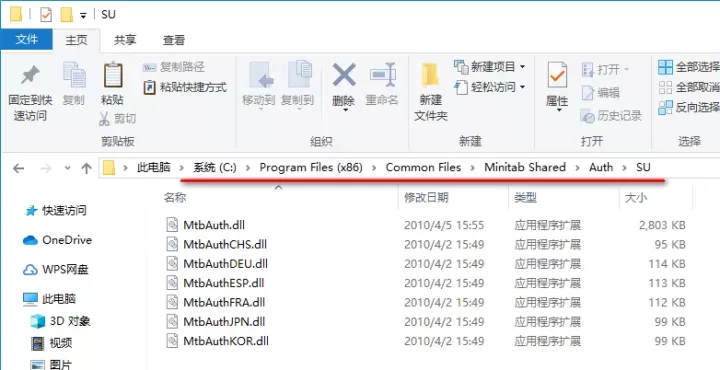 SU
文件 主页 共享 查看
固定到快速访问 复制 粘贴 复制路径 粘贴快捷方式 剪切 移动到 复制到 删除 重命名 新建文件夹 新建项目 轻松访问 属性 打开 编辑 历史记录 全部选择 全部取消 反向选择
剪贴板 组织 新建 打开 选择
此电脑 系统 (C:) Program Files (x86) Common Files Minitab Shared Auth SU
名称 修改日期 类型 大小
快速访问
OneDrive
WPS网盘
此电脑
3D 对象
视频
图片
MtbAuth.dll 2010/4/5 15:55 应用程序扩展 2,803 KB
MtbAuthCHS.dll 2010/4/2 15:49 应用程序扩展 95 KB
MtbAuthDEU.dll 2010/4/2 15:49 应用程序扩展 114 KB
MtbAuthESP.dll 2010/4/2 15:49 应用程序扩展 113 KB
MtbAuthFRA.dll 2010/4/2 15:49 应用程序扩展 112 KB
MtbAuthJPN.dll 2010/4/2 15:49 应用程序扩展 99 KB
MtbAuthKOR.dll 2010/4/2 15:49 应用程序扩展 99 KB